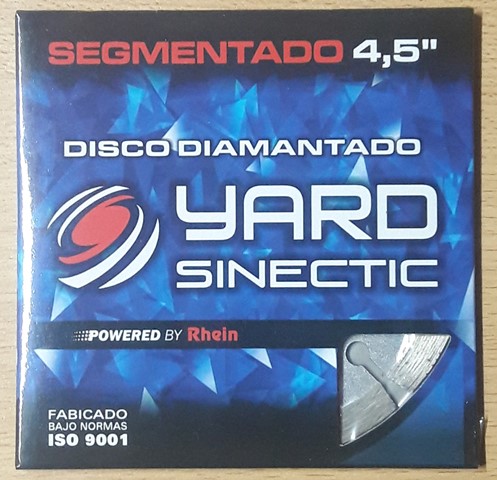 SEGMENTADO 4,5"
DISCO DIAMANTADO
YARD
SINECTIC
POWERED BY Rhein
FABICADO
BAJO NORMAS
ISO 9001